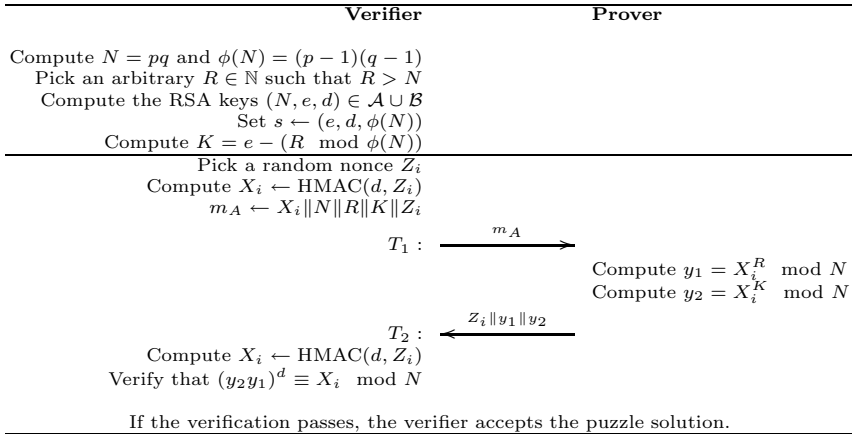 Verifier Prover
Compute N = pq and ϕ(N) = (p − 1)(q − 1)
Pick an arbitrary R ∈ ℕ such that R > N
Compute the RSA keys (N, e, d) ∈ 𝒜 ∪ ℬ
Set s ← (e, d, ϕ(N))
Compute K = e − (R mod ϕ(N))
Pick a random nonce Z_i
Compute X_i ← HMAC(d, Z_i)
m_A ← X_i‖N‖R‖K‖Z_i
T_1 : m_A
Compute y_1 = X_i^R mod N
Compute y_2 = X_i^K mod N
T_2 : Z_i‖y_1‖y_2
Compute X_i ← HMAC(d, Z_i)
Verify that (y_2y_1)^d ≡ X_i mod N
If the verification passes, the verifier accepts the puzzle solution.